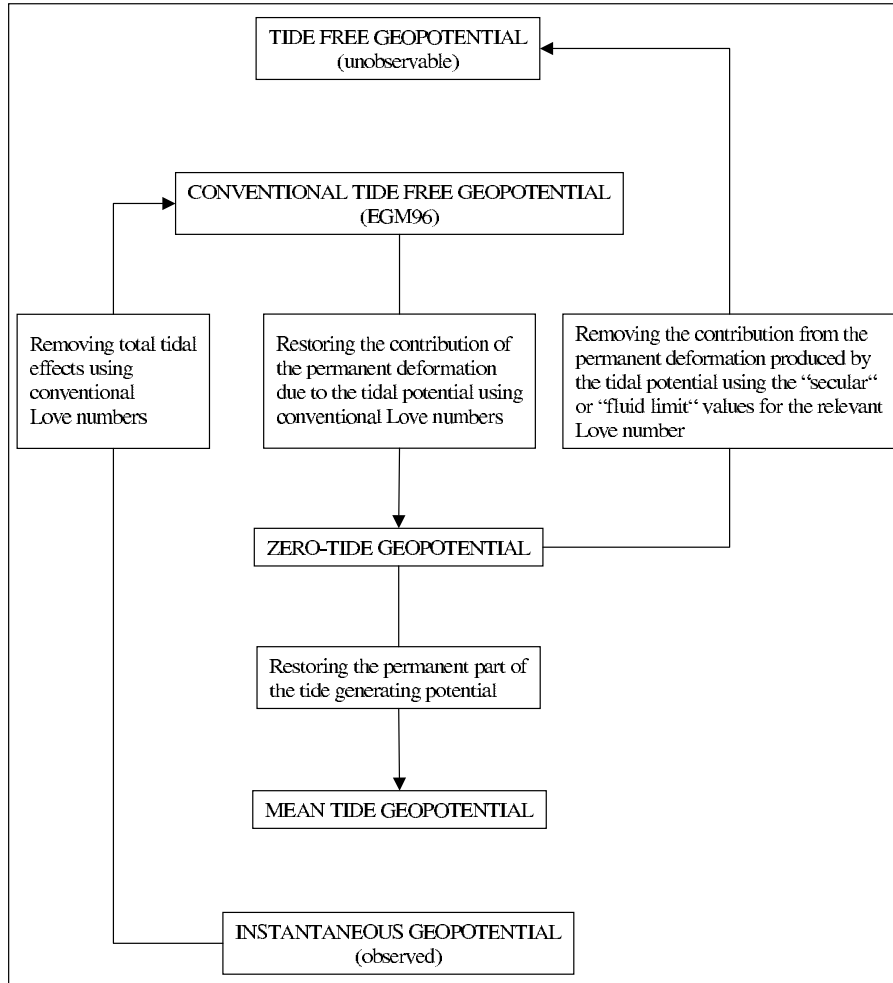 TIDE FREE GEOPOTENTIAL
(unobservable)
CONVENTIONAL TIDE FREE GEOPOTENTIAL
(EGM96)
Removing total tidal
effects using
conventional
Love numbers
Restoring the contribution of
the permanent deformation
due to the tidal potential using
conventional Love numbers
Removing the contribution from the
permanent deformation produced by
the tidal potential using the “secular“
or “fluid limit“ values for the relevant
Love number
ZERO-TIDE GEOPOTENTIAL
Restoring the permanent part of
the tide generating potential
MEAN TIDE GEOPOTENTIAL
INSTANTANEOUS GEOPOTENTIAL
(observed)